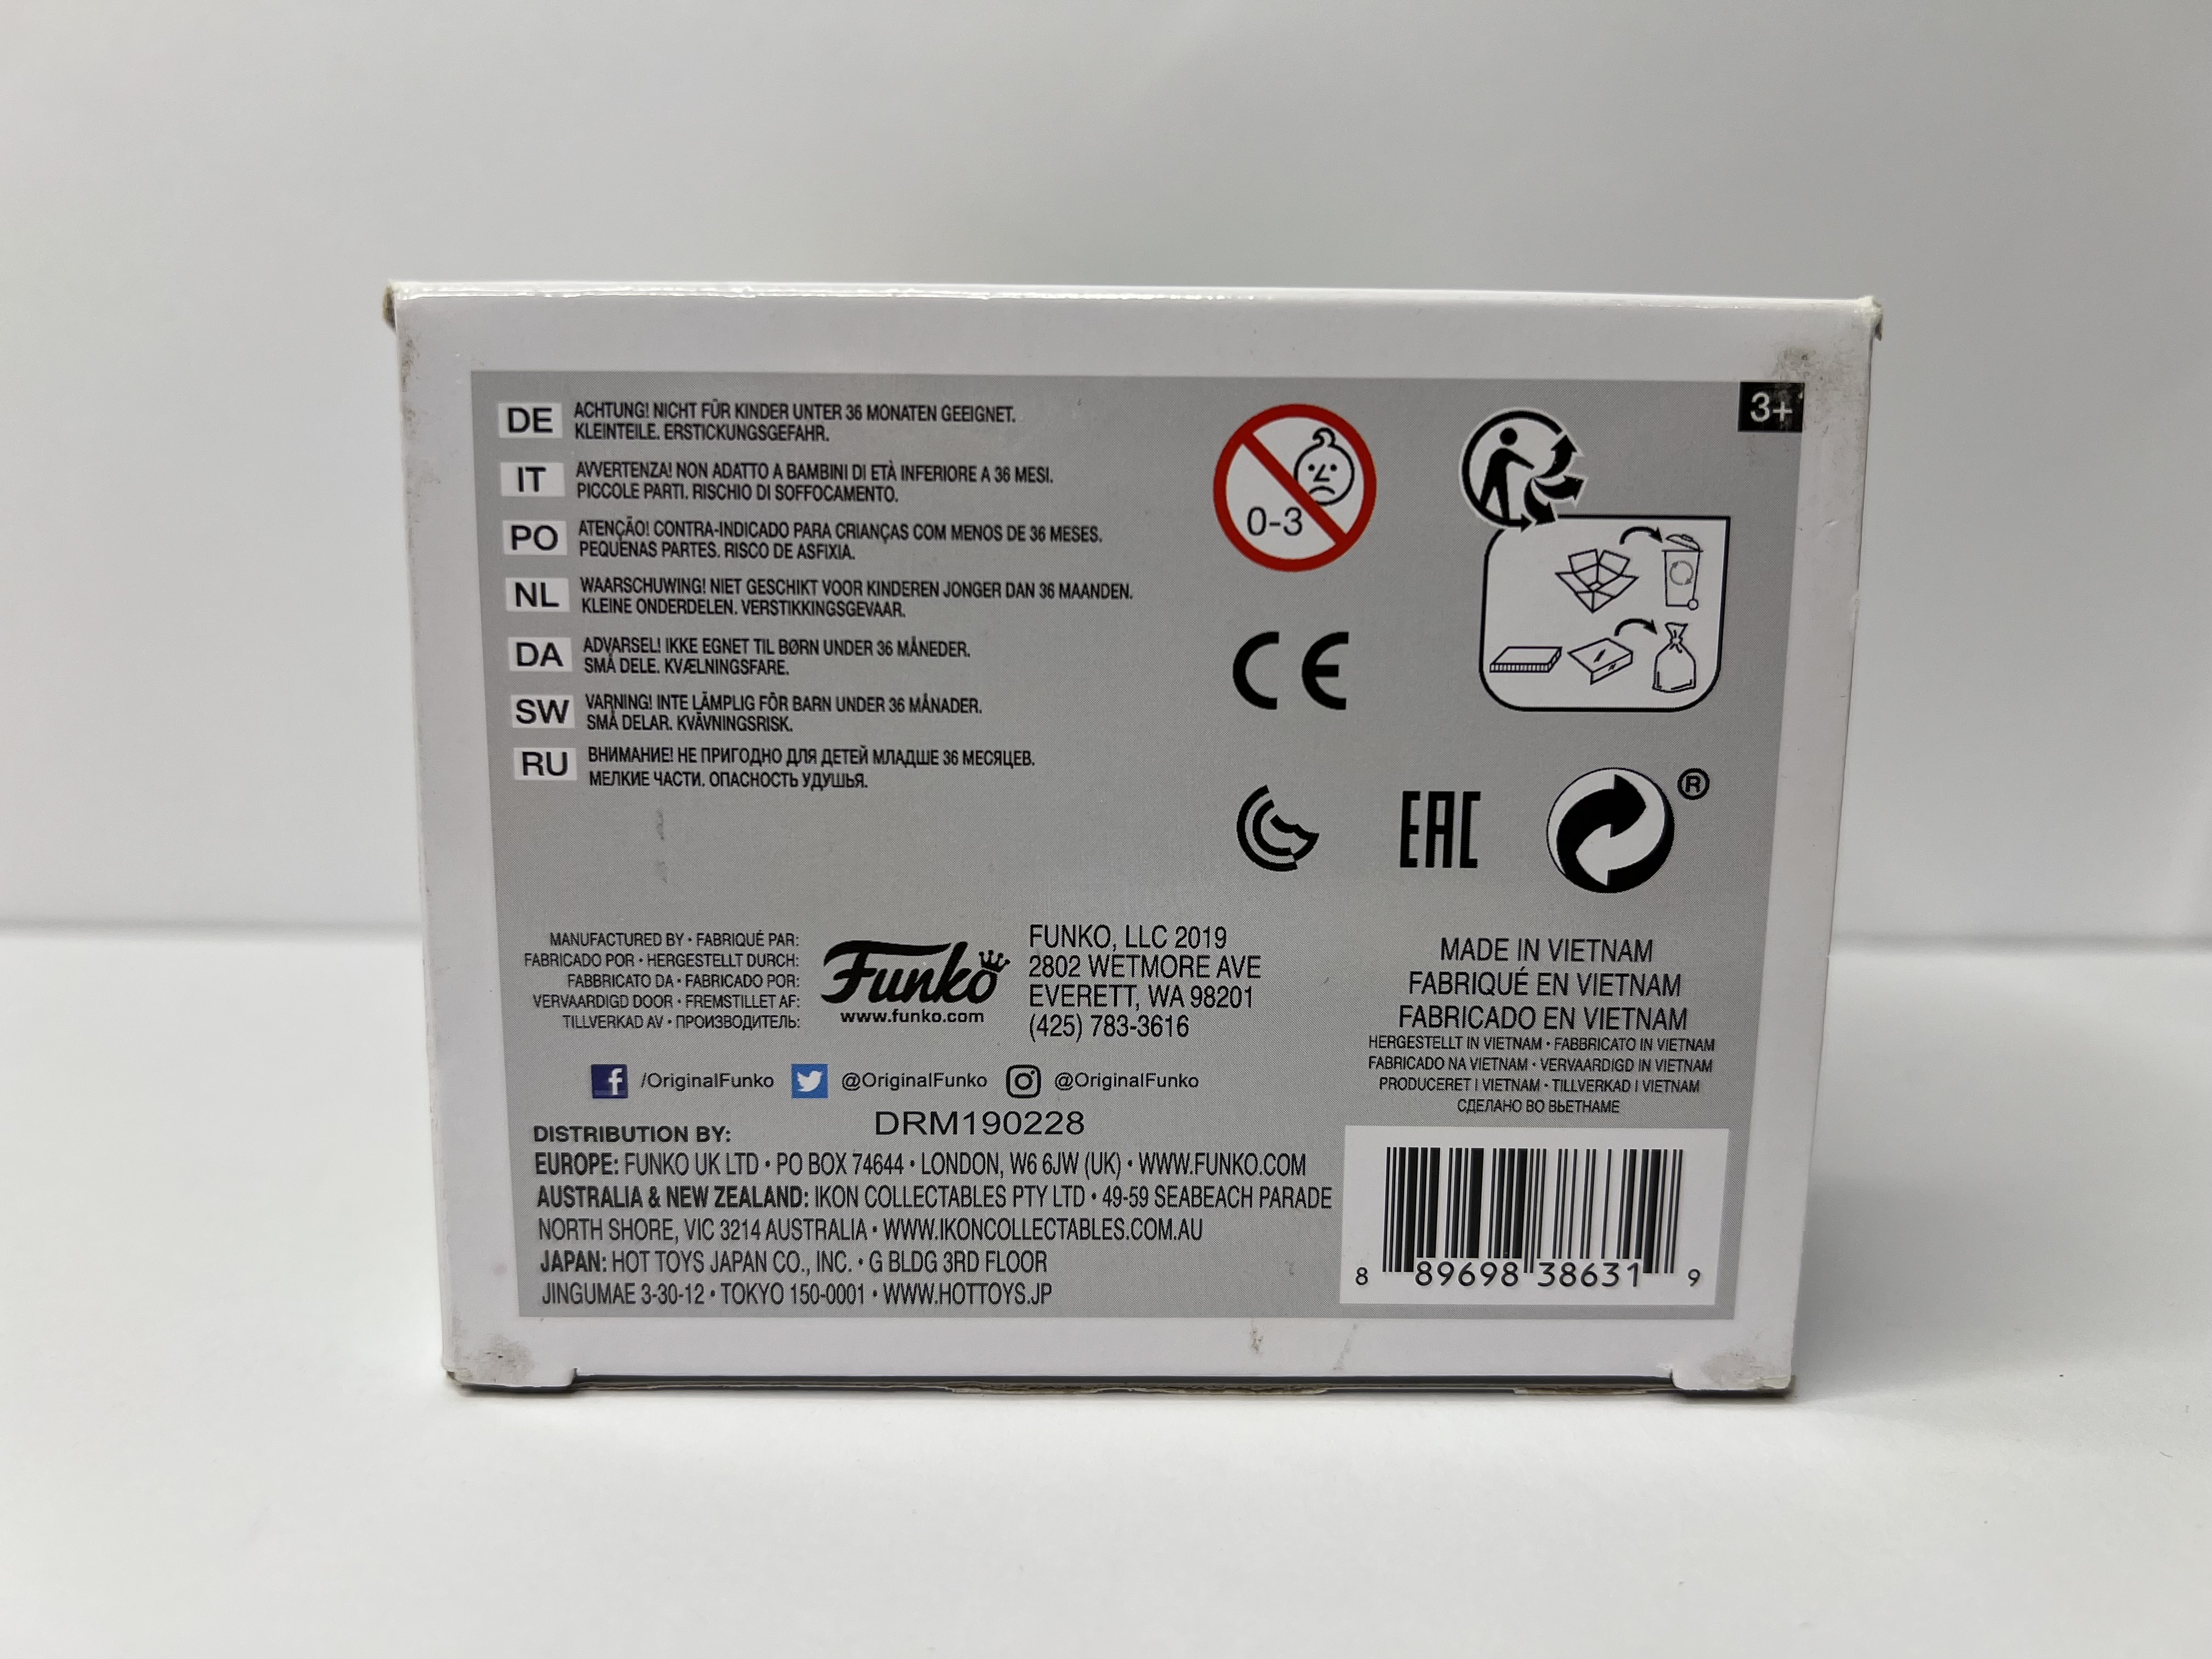 3+
DE
ACHTUNG! NICHT FÜR KINDER UNTER 36 MONATEN GEEIGNET.
KLEINTEILE. ERSTICKUNGSGEFAHR.
IT
AVVERTENZA! NON ADATTO A BAMBINI DI ETÀ INFERIORE A 36 MESI.
PICCOLE PARTI. RISCHIO DI SOFFOCAMENTO.
PO
ATENÇÃO! CONTRA-INDICADO PARA CRIANÇAS COM MENOS DE 36 MESES.
PEQUENAS PARTES. RISCO DE ASFIXIA.
NL
WAARSCHUWING! NIET GESCHIKT VOOR KINDEREN JONGER DAN 36 MAANDEN.
KLEINE ONDERDELEN. VERSTIKKINGSGEVAAR.
DA
ADVARSEL! IKKE EGNET TIL BØRN UNDER 36 MÅNEDER.
SMÅ DELE. KVÆLNINGSFARE.
SW
VARNING! INTE LÄMPLIG FÖR BARN UNDER 36 MÅNADER.
SMÅ DELAR. KVÄVNINGSRISK.
RU
ВНИМАНИЕ! НЕ ПРИГОДНО ДЛЯ ДЕТЕЙ МЛАДШЕ 36 МЕСЯЦЕВ.
МЕЛКИЕ ЧАСТИ. ОПАСНОСТЬ УДУШЬЯ.
0-3
CE
EAC
®
MANUFACTURED BY • FABRIQUÉ PAR:
FABRICADO POR • HERGESTELLT DURCH:
FABBRICATO DA • FABRICADO POR:
VERVAARDIGD DOOR • FREMSTILLET AF:
TILLVERKAD AV • ПРОИЗВОДИТЕЛЬ:
Funko
www.funko.com
FUNKO, LLC 2019
2802 WETMORE AVE
EVERETT, WA 98201
(425) 783-3616
MADE IN VIETNAM
FABRIQUÉ EN VIETNAM
FABRICADO EN VIETNAM
HERGESTELLT IN VIETNAM • FABBRICATO IN VIETNAM
FABRICADO NA VIETNAM • VERVAARDIGD IN VIETNAM
PRODUCERET I VIETNAM • TILLVERKAD I VIETNAM
СДЕЛАНО ВО ВЬЕТНАМЕ
f /OriginalFunko @OriginalFunko @OriginalFunko
DRM190228
DISTRIBUTION BY:
EUROPE: FUNKO UK LTD • PO BOX 74644 • LONDON, W6 6JW (UK) • WWW.FUNKO.COM
AUSTRALIA & NEW ZEALAND: IKON COLLECTABLES PTY LTD • 49-59 SEABEACH PARADE
NORTH SHORE, VIC 3214 AUSTRALIA • WWW.IKONCOLLECTABLES.COM.AU
JAPAN: HOT TOYS JAPAN CO., INC. • G BLDG 3RD FLOOR
JINGUMAE 3-30-12 • TOKYO 150-0001 • WWW.HOTTOYS.JP
8 89698 38631 9